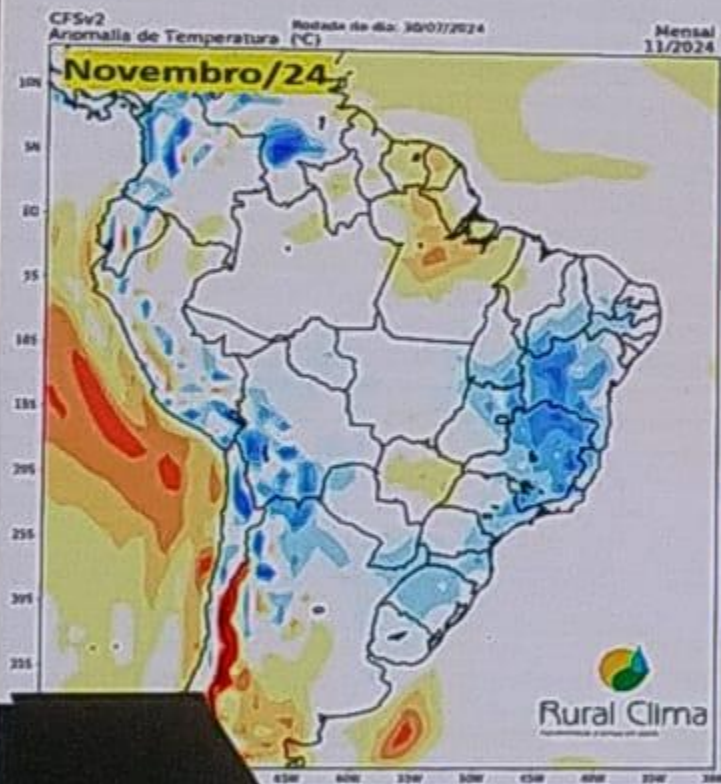 CFSv2
Anomalia de Temperatura (°C)
Rodada do dia: 30/07/2024
Mensal
11/2024
Novembro/24
10N
5N
EQ
5S
10S
15S
20S
25S
30S
35S
Rural Clima
65W 60W 55W 50W 45W 40W 35W 30W